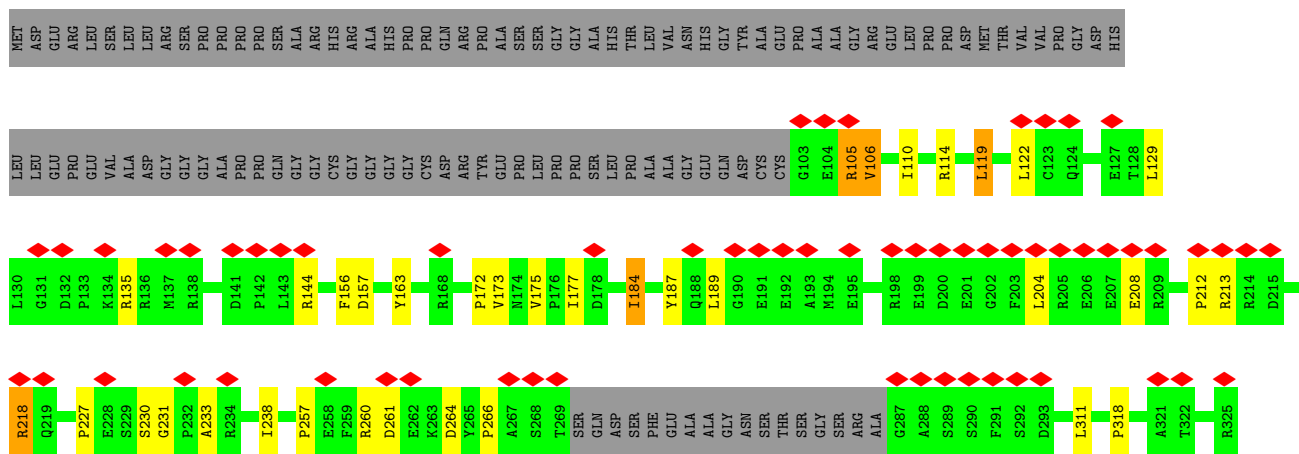 MET ASP GLU ARG LEU SER LEU LEU ARG SER PRO PRO PRO PRO SER ALA ARG HIS ARG ALA HIS PRO PRO GLN ARG PRO ALA SER SER GLY GLY ALA HIS THR LEU VAL ASN HIS GLY TYR ALA GLU PRO ALA ALA GLY ARG GLU LEU PRO PRO ASP MET THR VAL VAL PRO GLY ASP HIS
LEU LEU GLU PRO GLU VAL ALA ASP GLY GLY GLY ALA PRO PRO GLN GLY GLY CYS GLY GLY GLY GLY GLY CYS ASP ARG TYR GLU PRO LEU PRO PRO SER LEU PRO ALA ALA GLY GLU GLN ASP CYS CYS G103 E104 R105 V106 I110 R114 L119 L122 C123 Q124 E127 T128 L129
L130 G131 D132 P133 K134 R135 R136 M137 R138 D141 P142 L143 R144 F156 D157 Y163 R168 P172 V173 N174 V175 P176 I177 D178 I184 Y187 Q188 L189 G190 E191 E192 A193 M194 E195 R198 E199 D200 E201 G202 F203 L204 R205 E206 E207 E208 R209 P212 R213 R214 D215
R218 Q219 P227 E228 S229 S230 G231 P232 A233 R234 I238 P257 E258 F259 R260 D261 E262 K263 D264 Y265 P266 A267 S268 T269 SER GLN ASP SER PHE GLU ALA ALA GLY ASN SER THR SER GLY SER ARG ALA G287 A288 S289 S290 F291 S292 D293 L311 P318 A321 T322 R325